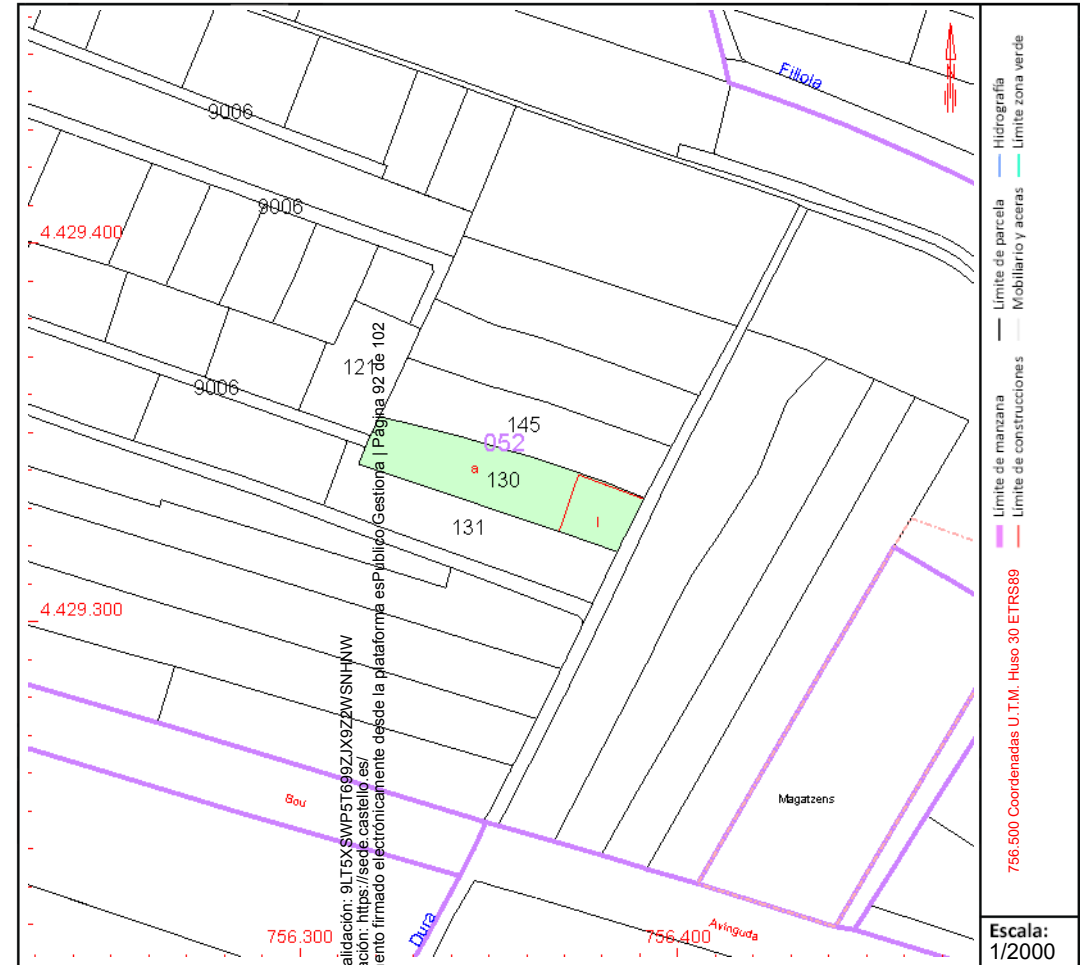 Fillola
9006
9006
4.429.400
121
9006
145
052
a
130
l
131
4.429.300
Bou
Magatzens
Avinguda
Dura
756.300
756.400
alidación: 9LT5XSWP5T699ZJX9Z2WSNHNW
ación: https://sede.castello.es/
ento firmado electrónicamente desde la plataforma esPublico Gestiona | Página 92 de 102
N
Límite de manzana
Límite de parcela
Hidrografía
Límite de construcciones
Mobiliario y aceras
Límite zona verde
756.500 Coordenadas U.T.M. Huso 30 ETRS89
Escala:
1/2000